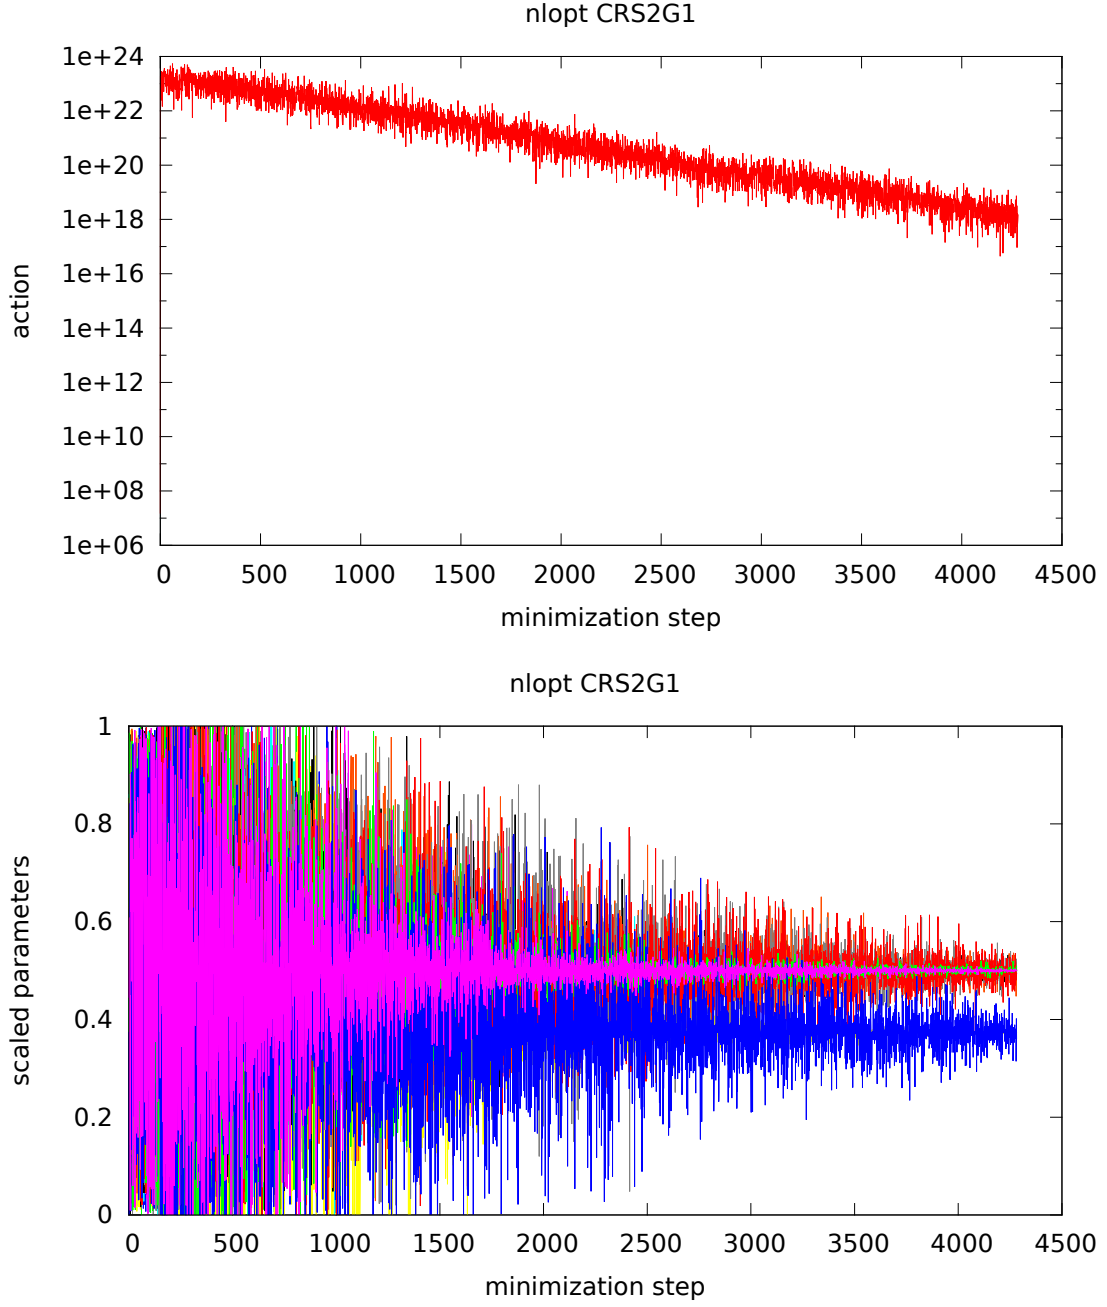 nlopt CRS2G1
1e+24
1e+22
1e+20
1e+18
1e+16
1e+14
1e+12
1e+10
1e+08
1e+06
action
0 500 1000 1500 2000 2500 3000 3500 4000 4500
minimization step
nlopt CRS2G1
1
0.8
0.6
0.4
0.2
0
scaled parameters
0 500 1000 1500 2000 2500 3000 3500 4000 4500
minimization step